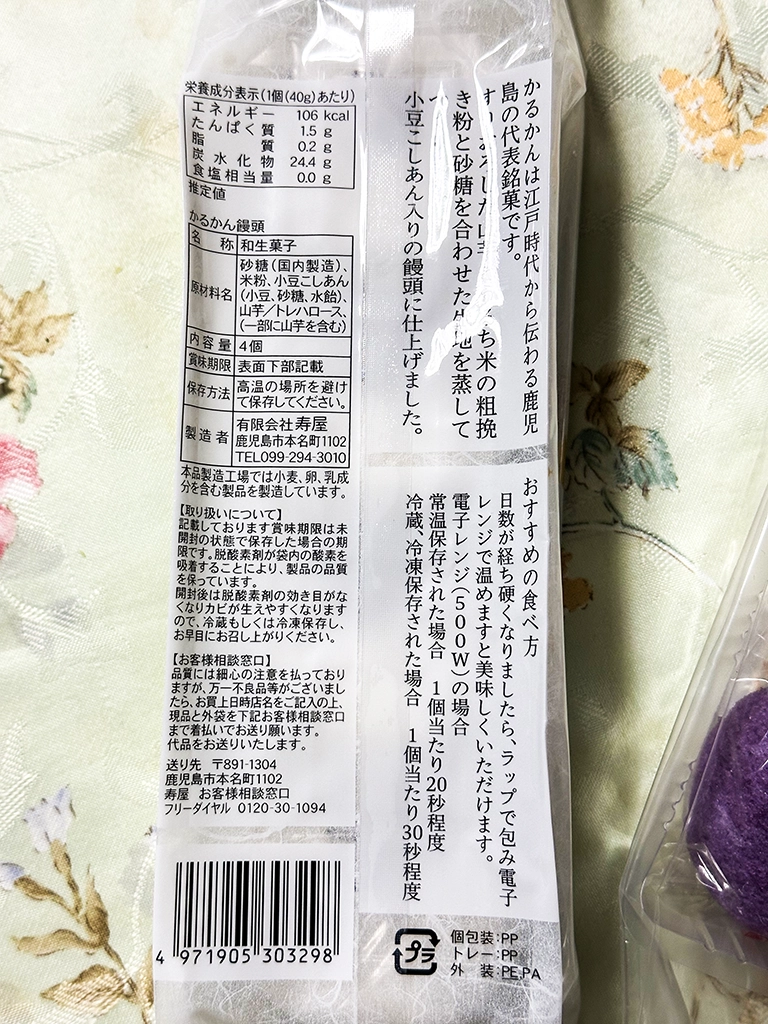 栄養成分表示(1個(40g)あたり)
エネルギー 106 kcal
たんぱく質 1.5 g
脂質 0.2 g
炭水化物 24.4 g
食塩相当量 0.0 g
推定値
かるかん饅頭
名称 和生菓子
原材料名 砂糖(国内製造)、
米粉、小豆こしあん
(小豆、砂糖、水飴)、
山芋/トレハロース、
(一部に山芋を含む)
内容量 4個
賞味期限 表面下部記載
保存方法 高温の場所を避け
て保存してください。
製造者 有限会社寿屋
鹿児島市本名町1102
TEL099-294-3010
本品製造工場では小麦、卵、乳成
分を含む製品を製造しています。
【取り扱いについて】
記載しております賞味期限は未
開封の状態で保存した場合の期
限です。脱酸素剤が袋内の酸素を
吸着することにより、製品の品質
を保っています。
開封後は脱酸素剤の効き目がな
くなりカビが生えやすくなります
ので、冷蔵もしくは冷凍保存し、
お早目にお召し上がりください。
【お客様相談窓口】
品質には細心の注意を払っており
ますが、万一不良品等がございまし
たら、お買上日時店名をご記入の上、
現品と外袋を下記お客様相談窓口
まで着払いでお送り願います。
代品をお送りいたします。
送り先 〒891-1304
鹿児島市本名町1102
寿屋 お客様相談窓口
フリーダイヤル 0120-30-1094
4 971905 303298
かるかんは江戸時代から伝わる鹿児
島の代表銘菓です。
すりおろした山芋 ち米の粗挽
き粉と砂糖を合わせた生地を蒸して
小豆こしあん入りの饅頭に仕上げました。
おすすめの食べ方
日数が経ち硬くなりましたら、ラップで包み電子
レンジで温めますと美味しくいただけます。
電子レンジ(500W)の場合
常温保存された場合 1個当たり20秒程度
冷蔵、冷凍保存された場合 1個当たり30秒程度
プラ
個包装:PP
トレー:PP
外装:PE,PA